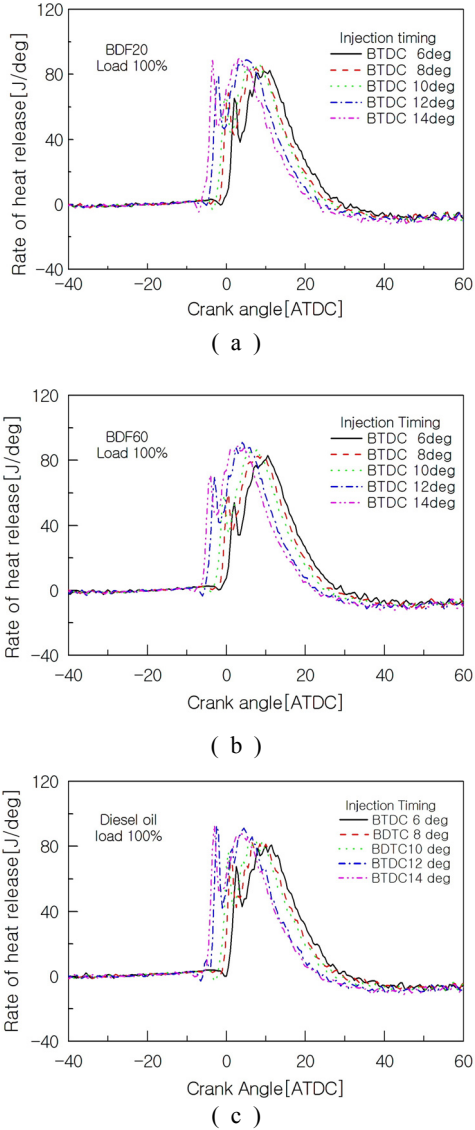 BDF20
Load 100%
Injection timing
BTDC 6deg
BTDC 8deg
BTDC 10deg
BTDC 12deg
BTDC 14deg
Rate of heat release[J/deg]
120
80
40
0
-40
-40 -20 0 20 40 60
Crank angle[ATDC]
( a )
BDF60
Load 100%
Injection Timing
BTDC 6deg
BTDC 8deg
BTDC 10deg
BTDC 12deg
BTDC 14deg
Rate of heat release[J/deg]
120
80
40
0
-40
-40 -20 0 20 40 60
Crank angle[ATDC]
( b )
Diesel oil
load 100%
Injection Timing
BTDC 6 deg
BDTC 8 deg
BDTC10 deg
BTDC12 deg
BTDC14 deg
Rate of heat release[J/deg]
120
80
40
0
-40
-40 -20 0 20 40 60
Crank Angle[ATDC]
( c )